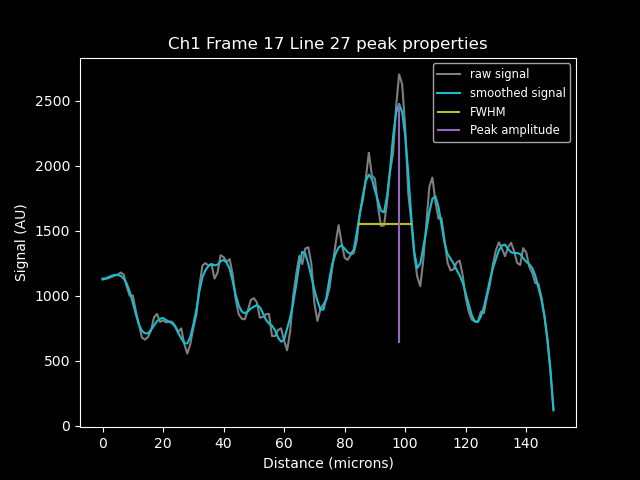 Ch1 Frame 17 Line 27 peak properties
raw signal
smoothed signal
FWHM
Peak amplitude
Signal (AU)
2500
2000
1500
1000
500
0
0 20 40 60 80 100 120 140
Distance (microns)